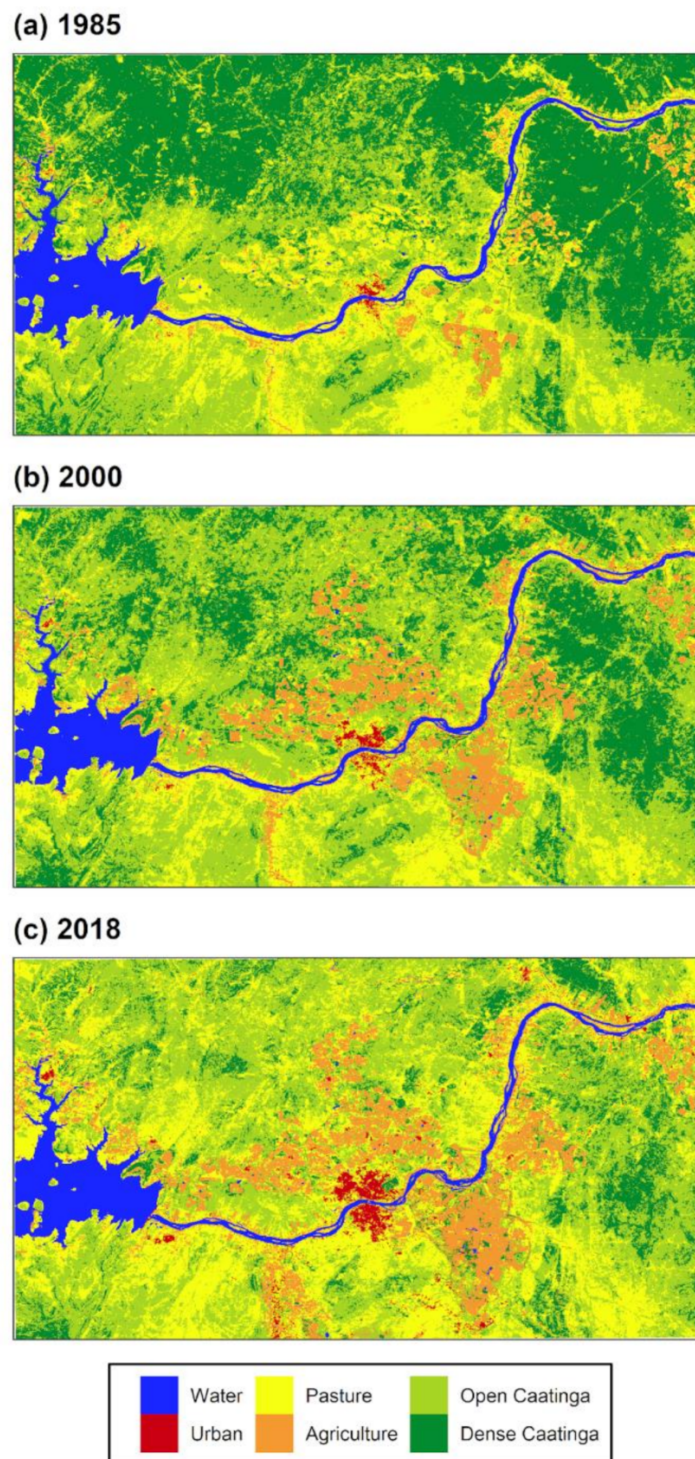 (a) 1985
(b) 2000
(c) 2018
Water Pasture Open Caatinga
Urban Agriculture Dense Caatinga